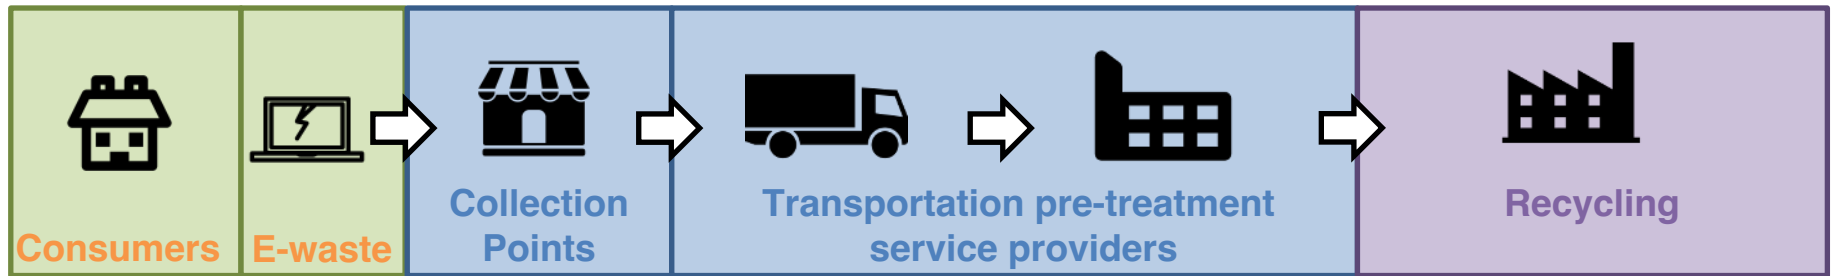 Consumers
E-waste
Collection
Points
Transportation pre-treatment
service providers
Recycling